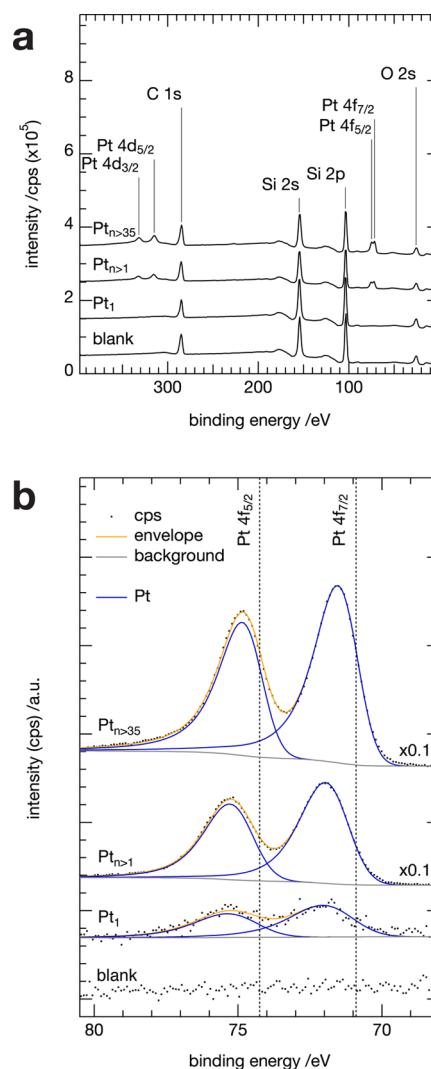 a
intensity /cps (x10⁵)
8
6
4
2
0
O 2s
C 1s
Pt 4f7/2
Pt 4d5/2
Pt 4f5/2
Pt 4d3/2
Si 2s
Si 2p
Ptn>35
Ptn>1
Pt1
blank
300
200
100
binding energy /eV
b
intensity (cps) /a.u.
cps
envelope
background
Pt
Pt 4f5/2
Pt 4f7/2
Ptn>35
x0.1
Ptn>1
x0.1
Pt1
blank
80
75
70
binding energy /eV